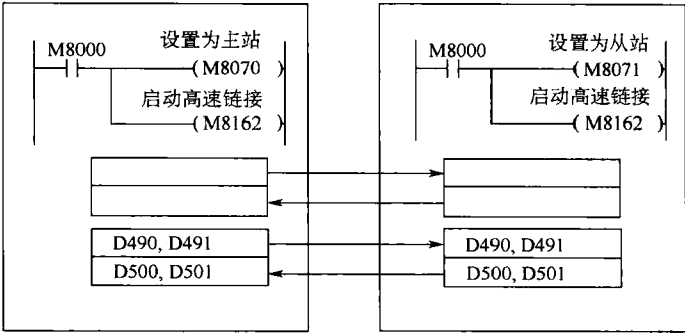 设置为主站
M8000
M8070
启动高速链接
M8162
D490, D491
D500, D501
设置为从站
M8000
M8071
启动高速链接
M8162
D490, D491
D500, D501